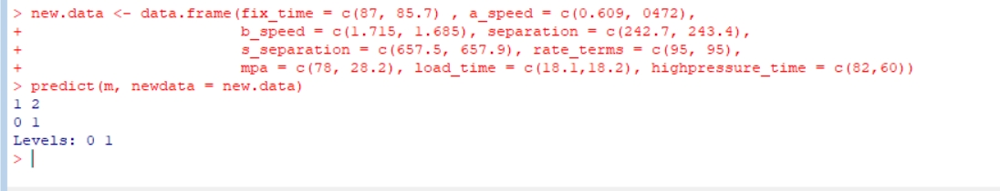 > new.data <- data.frame(fix_time = c(87, 85.7) , a_speed = c(0.609, 0472),
+ b_speed = c(1.715, 1.685), separation = c(242.7, 243.4),
+ s_separation = c(657.5, 657.9), rate_terms = c(95, 95),
+ mpa = c(78, 28.2), load_time = c(18.1,18.2), highpressure_time = c(82,60))
> predict(m, newdata = new.data)
1 2
0 1
Levels: 0 1
>